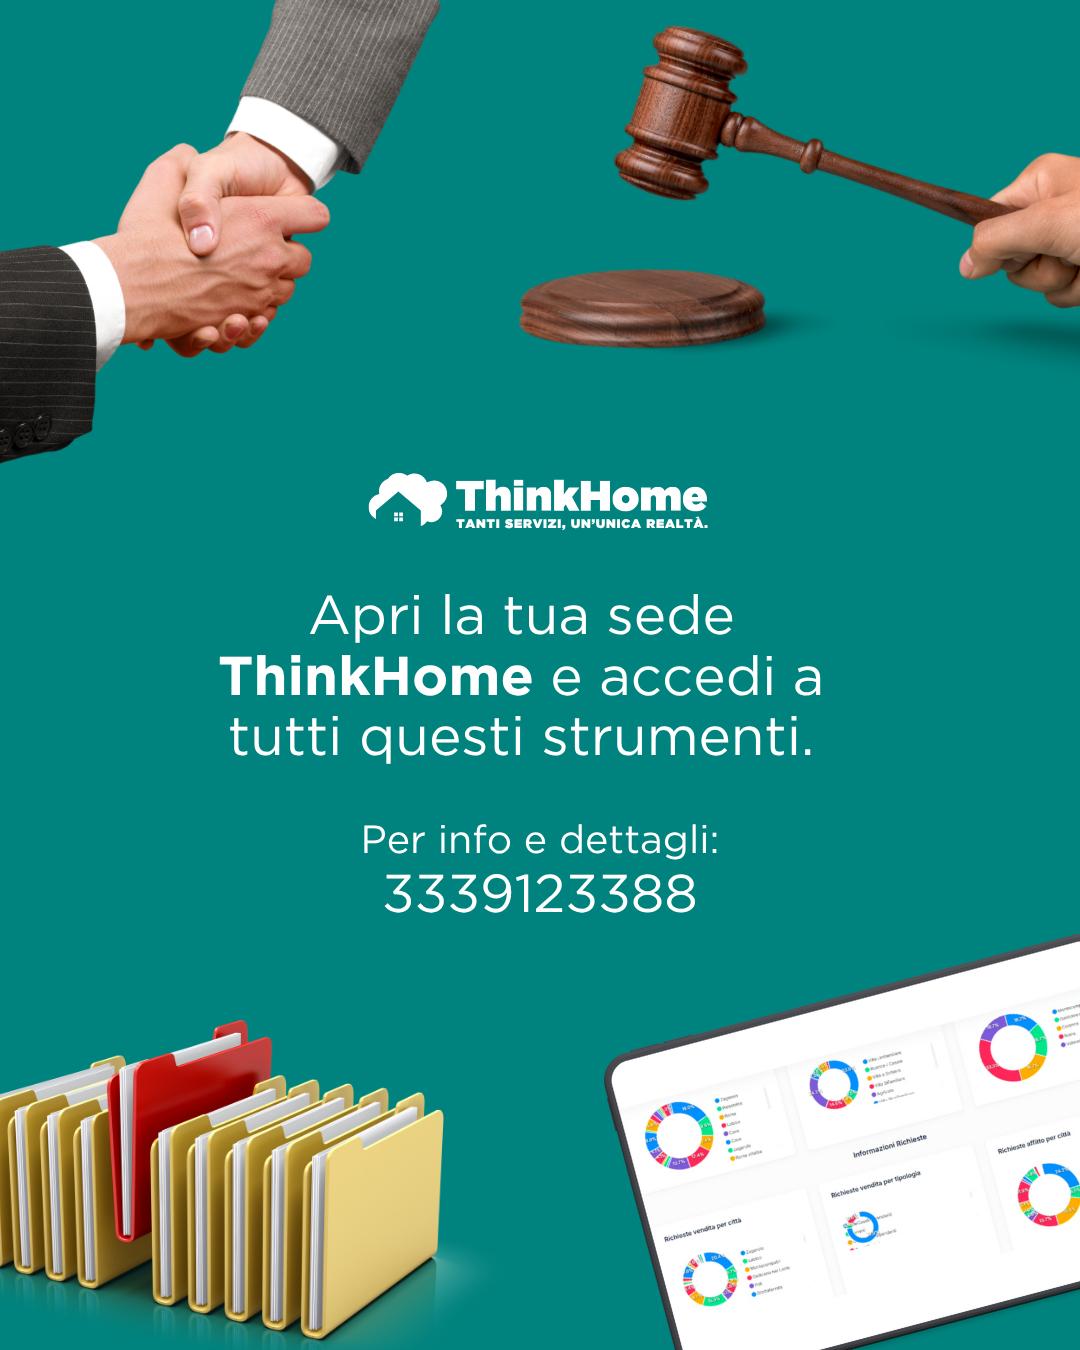 ThinkHome
TANTI SERVIZI, UN'UNICA REALTÀ.
Apri la tua sede
ThinkHome e accedi a
tutti questi strumenti.
Per info e dettagli:
3339123388
Informazioni Richieste
Richieste vendita per città
Richieste vendita per tipologia
Richieste affitto per città